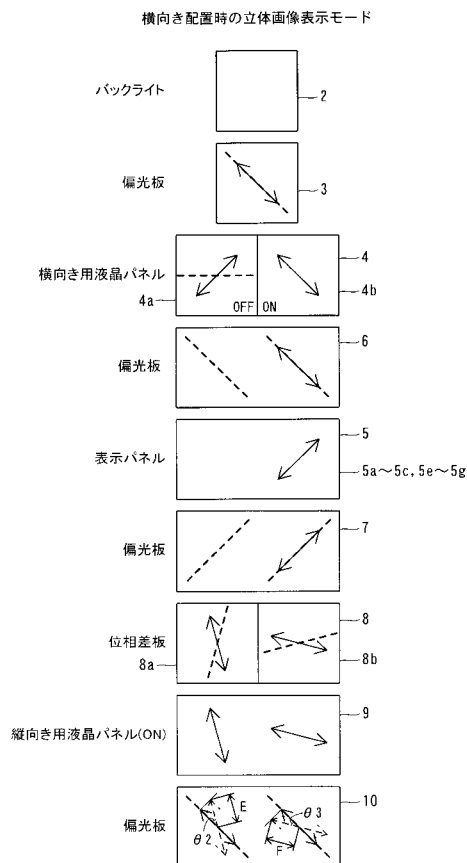 横向き配置時の立体画像表示モード
バックライト
2
偏光板
3
横向き用液晶パネル
4
4a
4b
OFF
ON
偏光板
6
表示パネル
5
5a～5c,5e～5g
偏光板
7
位相差板
8
8a
8b
縦向き用液晶パネル(ON)
9
偏光板
10
E
θ2
θ3
F